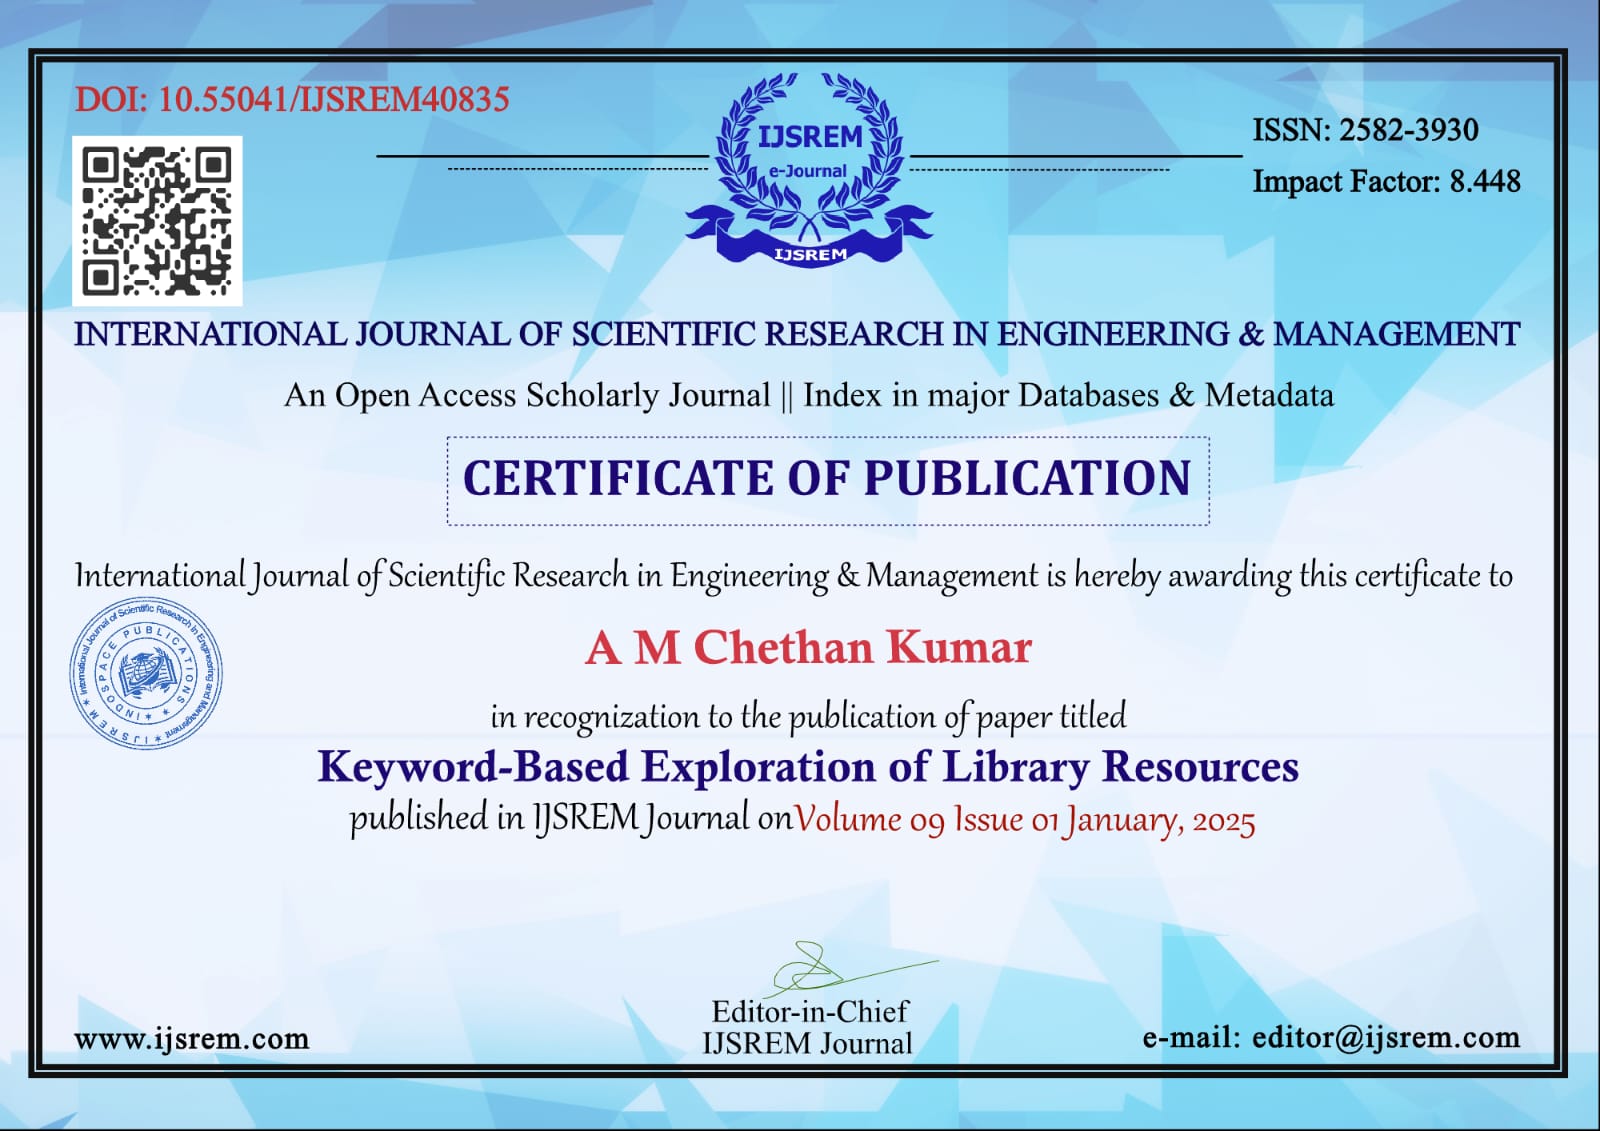 DOI: 10.55041/IJSREM40835
IJSREM
e-Journal
IJSREM
ISSN: 2582-3930
Impact Factor: 8.448
INTERNATIONAL JOURNAL OF SCIENTIFIC RESEARCH IN ENGINEERING & MANAGEMENT
An Open Access Scholarly Journal || Index in major Databases & Metadata
CERTIFICATE OF PUBLICATION
International Journal of Scientific Research in Engineering & Management is hereby awarding this certificate to
International Journal of Scientific Research in Engineering and Management
★ IJSREM ★
INDOSPACE PUBLICATIONS
A M Chethan Kumar
in recognization to the publication of paper titled
Keyword-Based Exploration of Library Resources
published in IJSREM Journal on Volume 09 Issue 01 January, 2025
Editor-in-Chief
IJSREM Journal
www.ijsrem.com
e-mail: editor@ijsrem.com